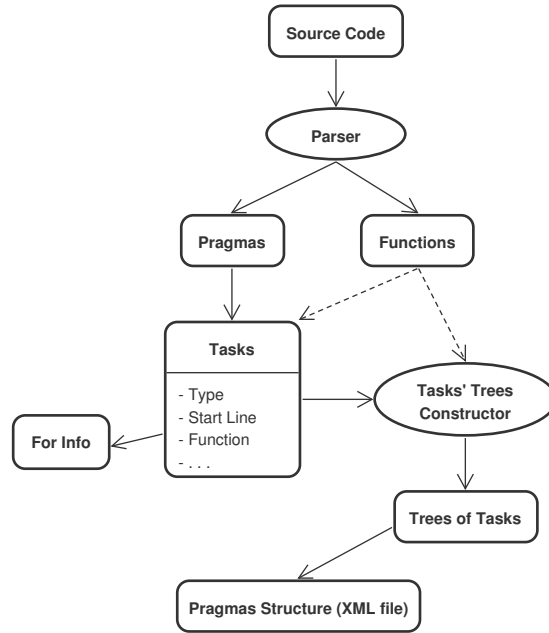 Source Code
Parser
Pragmas
Functions
Tasks
- Type
- Start Line
- Function
- . . .
Tasks' Trees
Constructor
For Info
Trees of Tasks
Pragmas Structure (XML file)